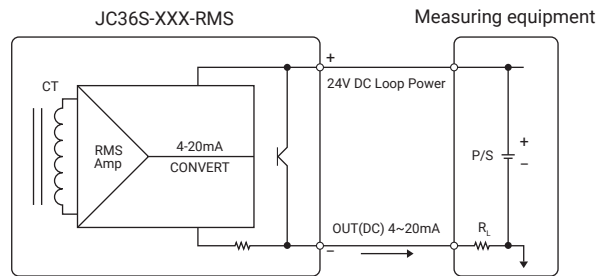 JC36S-XXX-RMS
Measuring equipment
CT
RMS
Amp
4-20mA
CONVERT
+
24V DC Loop Power
P/S
+
−
OUT(DC) 4~20mA
−
RL